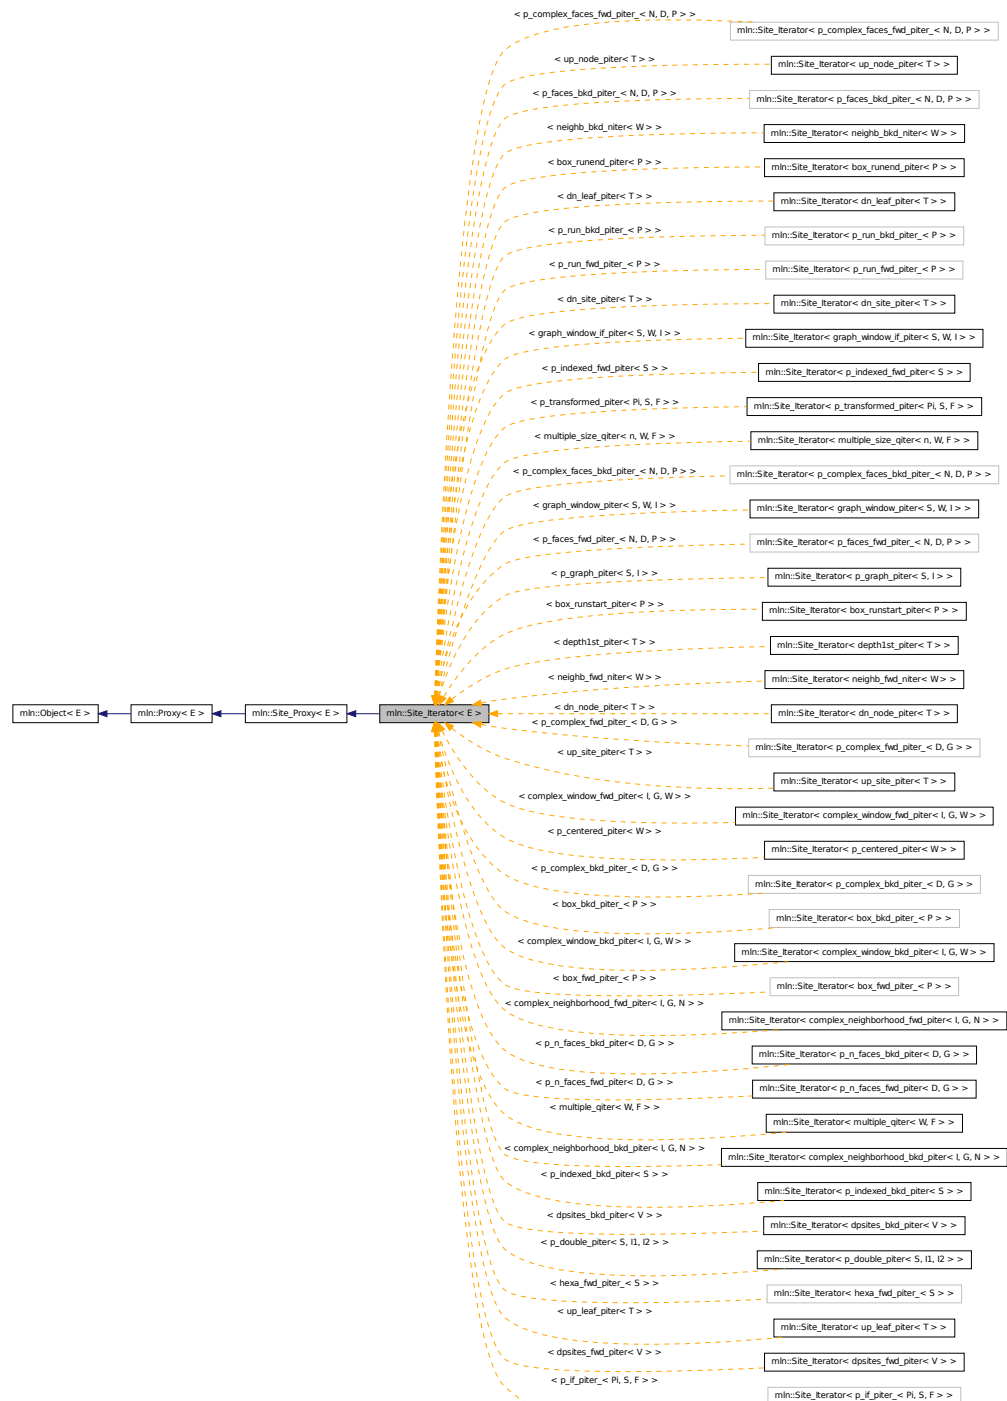 < p_complex_faces_fwd_piter_< N, D, P > >
mln::Site_Iterator< p_complex_faces_fwd_piter_< N, D, P > >
< up_node_piter< T > >
mln::Site_Iterator< up_node_piter< T > >
< p_faces_bkd_piter_< N, D, P > >
mln::Site_Iterator< p_faces_bkd_piter_< N, D, P > >
< neighb_bkd_niter< W > >
mln::Site_Iterator< neighb_bkd_niter< W > >
< box_runend_piter< P > >
mln::Site_Iterator< box_runend_piter< P > >
< dn_leaf_piter< T > >
mln::Site_Iterator< dn_leaf_piter< T > >
< p_run_bkd_piter_< P > >
mln::Site_Iterator< p_run_bkd_piter_< P > >
< p_run_fwd_piter_< P > >
mln::Site_Iterator< p_run_fwd_piter_< P > >
< dn_site_piter< T > >
mln::Site_Iterator< dn_site_piter< T > >
< graph_window_if_piter< S, W, I > >
mln::Site_Iterator< graph_window_if_piter< S, W, I > >
< p_indexed_fwd_piter< S > >
mln::Site_Iterator< p_indexed_fwd_piter< S > >
< p_transformed_piter< Pi, S, F > >
mln::Site_Iterator< p_transformed_piter< Pi, S, F > >
< multiple_size_qiter< n, W, F > >
mln::Site_Iterator< multiple_size_qiter< n, W, F > >
< p_complex_faces_bkd_piter_< N, D, P > >
mln::Site_Iterator< p_complex_faces_bkd_piter_< N, D, P > >
< graph_window_piter< S, W, I > >
mln::Site_Iterator< graph_window_piter< S, W, I > >
< p_faces_fwd_piter_< N, D, P > >
mln::Site_Iterator< p_faces_fwd_piter_< N, D, P > >
< p_graph_piter< S, I > >
mln::Site_Iterator< p_graph_piter< S, I > >
< box_runstart_piter< P > >
mln::Site_Iterator< box_runstart_piter< P > >
< depth1st_piter< T > >
mln::Site_Iterator< depth1st_piter< T > >
< neighb_fwd_niter< W > >
mln::Site_Iterator< neighb_fwd_niter< W > >
mln::Object< E >
mln::Proxy< E >
mln::Site_Proxy< E >
mln::Site_Iterator< E >
< dn_node_piter< T > >
mln::Site_Iterator< dn_node_piter< T > >
< p_complex_fwd_piter_< D, G > >
mln::Site_Iterator< p_complex_fwd_piter_< D, G > >
< up_site_piter< T > >
mln::Site_Iterator< up_site_piter< T > >
< complex_window_fwd_piter< I, G, W > >
mln::Site_Iterator< complex_window_fwd_piter< I, G, W > >
< p_centered_piter< W > >
mln::Site_Iterator< p_centered_piter< W > >
< p_complex_bkd_piter_< D, G > >
mln::Site_Iterator< p_complex_bkd_piter_< D, G > >
< box_bkd_piter_< P > >
mln::Site_Iterator< box_bkd_piter_< P > >
< complex_window_bkd_piter< I, G, W > >
mln::Site_Iterator< complex_window_bkd_piter< I, G, W > >
< box_fwd_piter_< P > >
mln::Site_Iterator< box_fwd_piter_< P > >
< complex_neighborhood_fwd_piter< I, G, N > >
mln::Site_Iterator< complex_neighborhood_fwd_piter< I, G, N > >
< p_n_faces_bkd_piter< D, G > >
mln::Site_Iterator< p_n_faces_bkd_piter< D, G > >
< p_n_faces_fwd_piter< D, G > >
mln::Site_Iterator< p_n_faces_fwd_piter< D, G > >
< multiple_qiter< W, F > >
mln::Site_Iterator< multiple_qiter< W, F > >
< complex_neighborhood_bkd_piter< I, G, N > >
mln::Site_Iterator< complex_neighborhood_bkd_piter< I, G, N > >
< p_indexed_bkd_piter< S > >
mln::Site_Iterator< p_indexed_bkd_piter< S > >
< dpsites_bkd_piter< V > >
mln::Site_Iterator< dpsites_bkd_piter< V > >
< p_double_piter< S, I1, I2 > >
mln::Site_Iterator< p_double_piter< S, I1, I2 > >
< hexa_fwd_piter_< S > >
mln::Site_Iterator< hexa_fwd_piter_< S > >
< up_leaf_piter< T > >
mln::Site_Iterator< up_leaf_piter< T > >
< dpsites_fwd_piter< V > >
mln::Site_Iterator< dpsites_fwd_piter< V > >
< p_if_piter_< Pi, S, F > >
mln::Site_Iterator< p_if_piter_< Pi, S, F > >